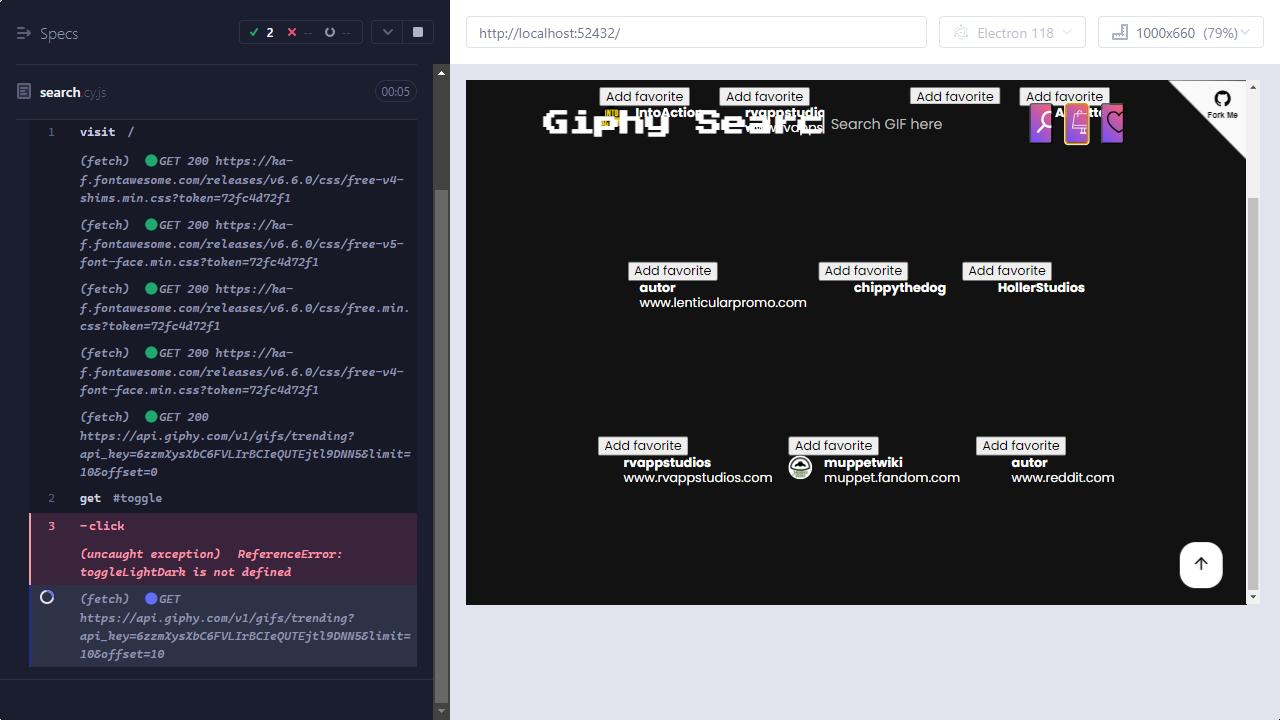 Specs
2
--
--
search.cy.js
00:05
1 visit /
(fetch) GET 200 https://ka-
f.fontawesome.com/releases/v6.6.0/css/free-v4-
shims.min.css?token=72fc4d72f1
(fetch) GET 200 https://ka-
f.fontawesome.com/releases/v6.6.0/css/free-v5-
font-face.min.css?token=72fc4d72f1
(fetch) GET 200 https://ka-
f.fontawesome.com/releases/v6.6.0/css/free.min.
css?token=72fc4d72f1
(fetch) GET 200 https://ka-
f.fontawesome.com/releases/v6.6.0/css/free-v4-
font-face.min.css?token=72fc4d72f1
(fetch) GET 200
https://api.giphy.com/v1/gifs/trending?
api_key=6zzmXysXbC6FVLIrBCIeQUTEjtl9DNN5&limit=
10&offset=0
2 get #toggle
3 -click
(uncaught exception) ReferenceError:
toggleLightDark is not defined
(fetch) GET
https://api.giphy.com/v1/gifs/trending?
api_key=6zzmXysXbC6FVLIrBCIeQUTEjtl9DNN5&limit=
10&offset=10
http://localhost:52432/
Electron 118
1000x660 (79%)
Add favorite Add favorite Add favorite Add favorite
IntoAction rvappstudio
www.rvapps
Giphy Search
Search GIF here
Fork Me
Add favorite Add favorite Add favorite
autor chippythedog HollerStudios
www.lenticularpromo.com
Add favorite Add favorite Add favorite
rvappstudios muppetwiki autor
www.rvappstudios.com muppet.fandom.com www.reddit.com